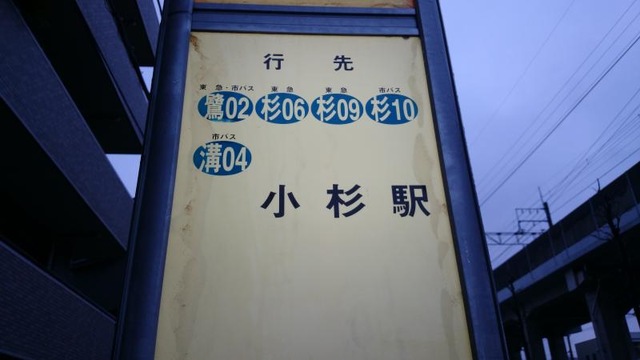 行先
東急・市バス 東急 東急 市バス
鷺02 杉06 杉09 杉10
市バス
溝04
小杉駅